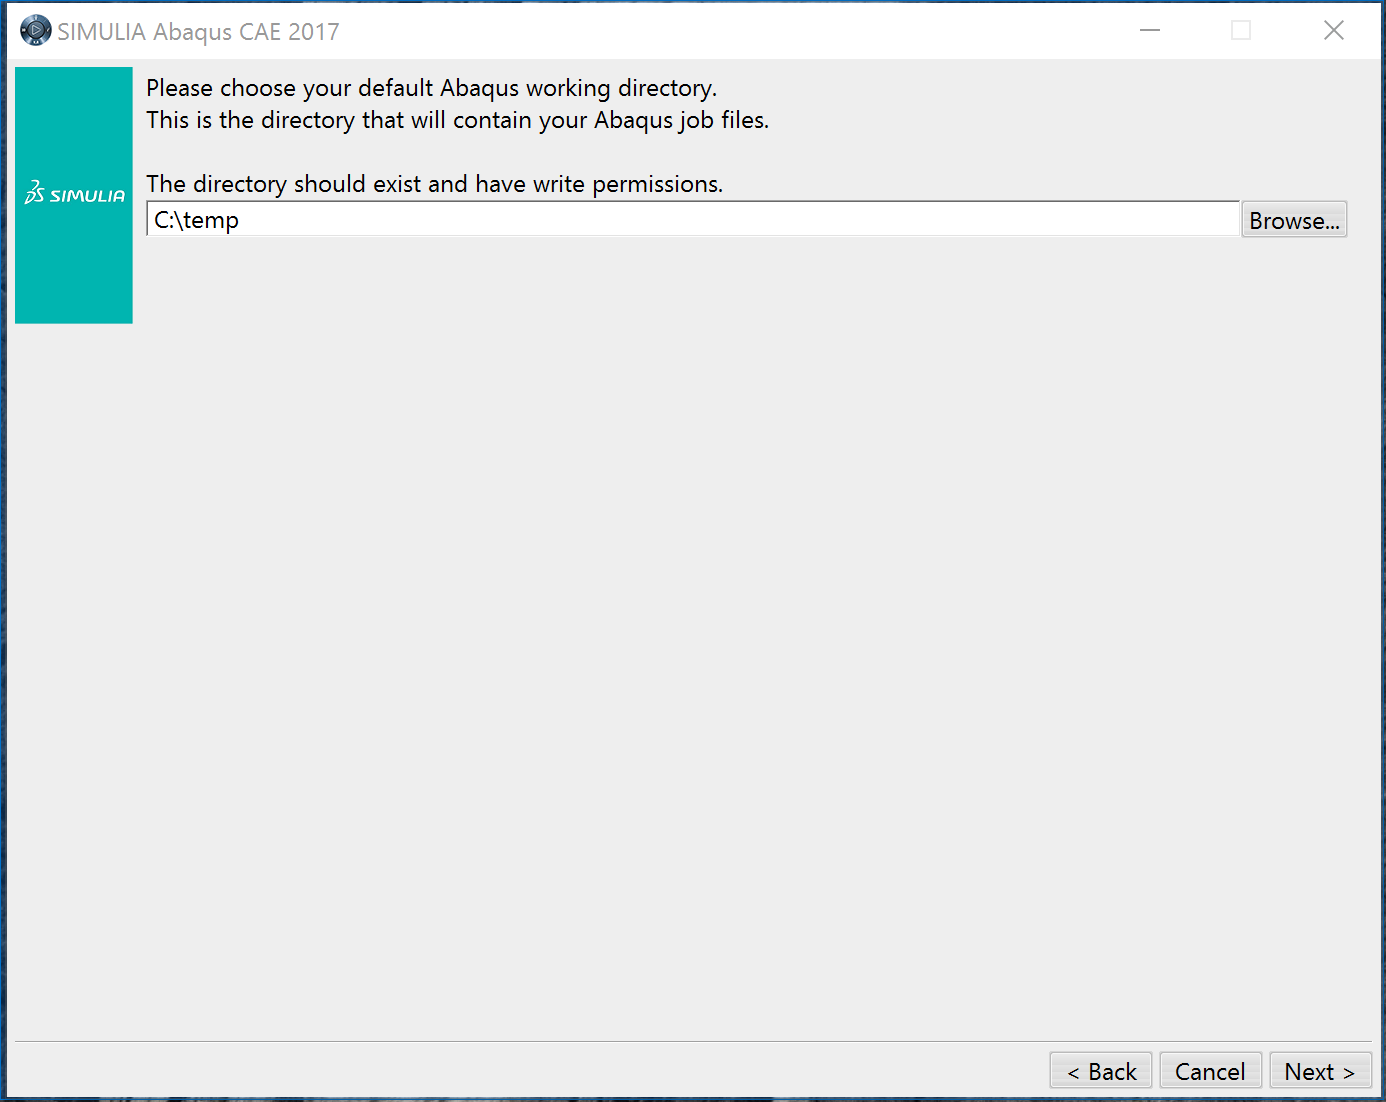 SIMULIA Abaqus CAE 2017
Please choose your default Abaqus working directory.
This is the directory that will contain your Abaqus job files.
The directory should exist and have write permissions.
SIMULIA
C:\temp
Browse...
< Back
Cancel
Next >